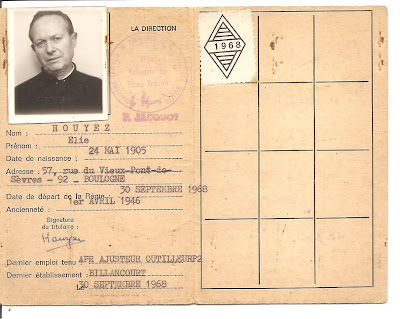 LA DIRECTION
1968
P. JACQUOT
Nom : HOUYEZ
Prénom : Elie
Date de naissance : 24 MAI 1905
Adresse : 57, rue du Vieux-Pont-de-
Sèvres - 92 - BOULOGNE
30 SEPTEMBRE 1968
Date de départ de la Régie :
1er AVRIL 1946
Ancienneté :
Signature
du titulaire :
Houyez
Dernier emploi tenu AFR AJUSTEUR OUTILLEURP2
Dernier établissement : BILLANCOURT
Le 30 SEPTEMBRE 1968